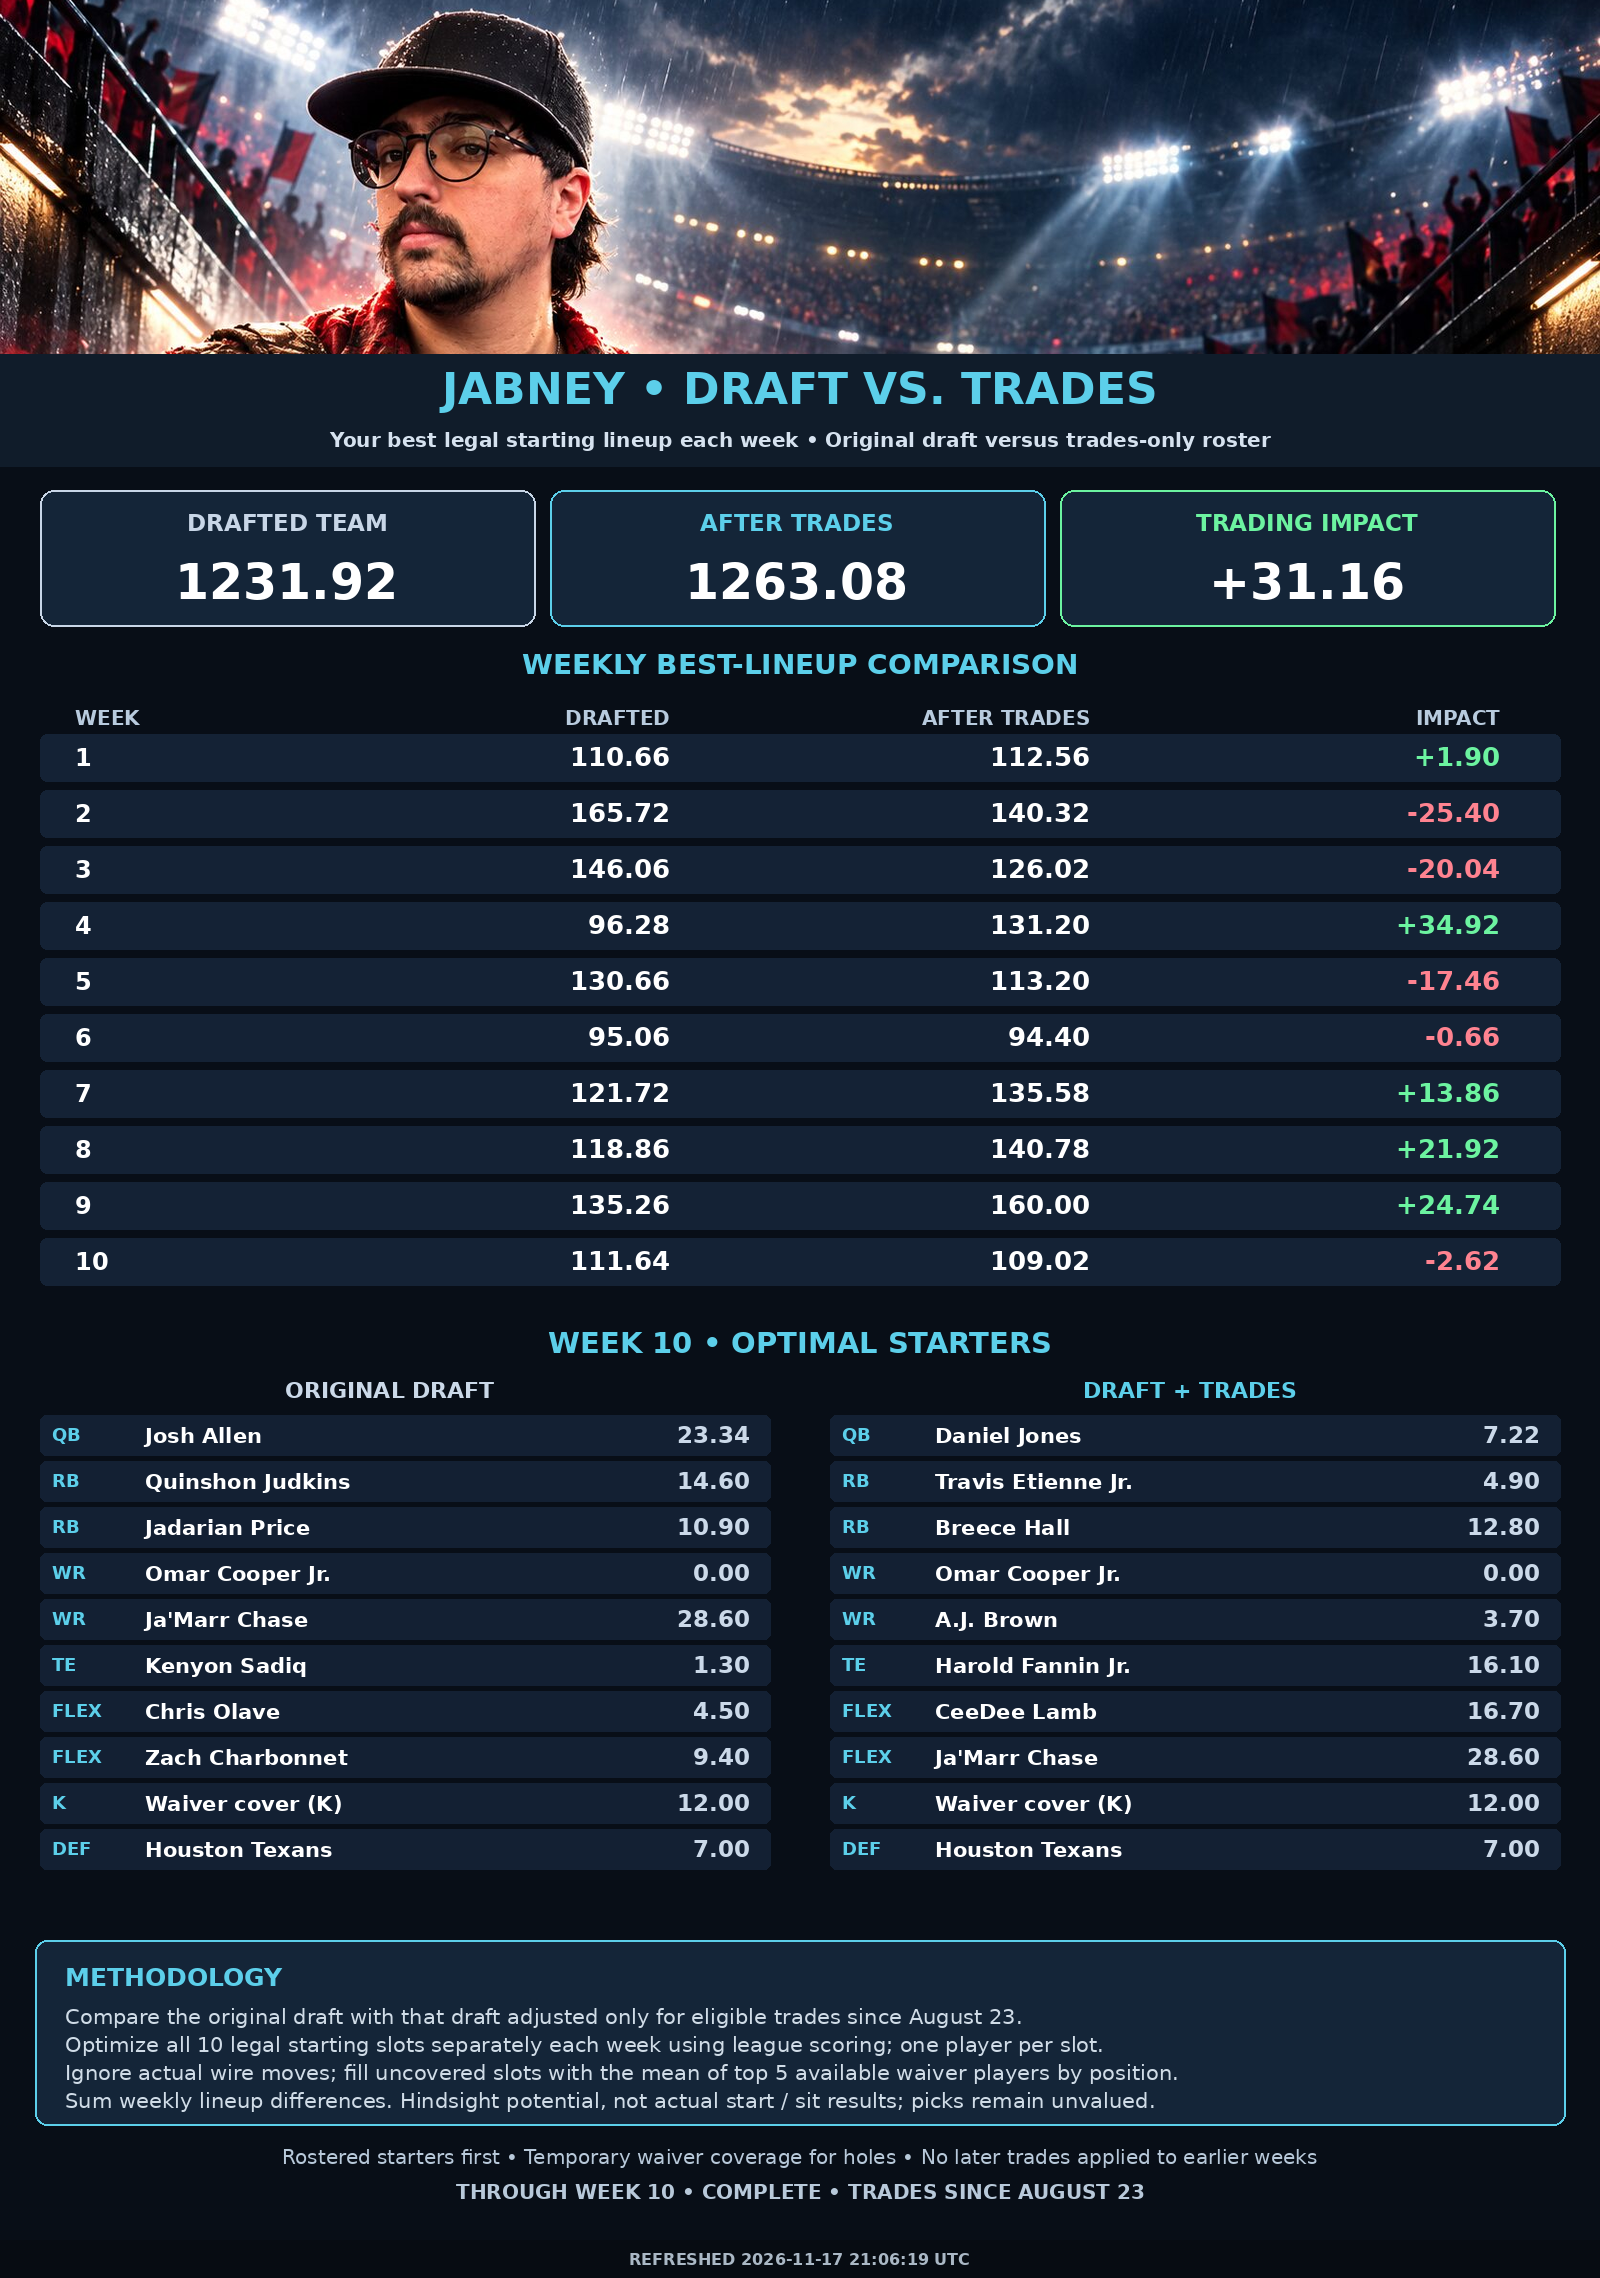 JABNEY • DRAFT VS. TRADES
Your best legal starting lineup each week • Original draft versus trades-only roster
DRAFTED TEAM
1231.92
AFTER TRADES
1263.08
TRADING IMPACT
+31.16
WEEKLY BEST-LINEUP COMPARISON
WEEK DRAFTED AFTER TRADES IMPACT
1 110.66 112.56 +1.90
2 165.72 140.32 -25.40
3 146.06 126.02 -20.04
4 96.28 131.20 +34.92
5 130.66 113.20 -17.46
6 95.06 94.40 -0.66
7 121.72 135.58 +13.86
8 118.86 140.78 +21.92
9 135.26 160.00 +24.74
10 111.64 109.02 -2.62
WEEK 10 • OPTIMAL STARTERS
ORIGINAL DRAFT
QB Josh Allen 23.34
RB Quinshon Judkins 14.60
RB Jadarian Price 10.90
WR Omar Cooper Jr. 0.00
WR Ja'Marr Chase 28.60
TE Kenyon Sadiq 1.30
FLEX Chris Olave 4.50
FLEX Zach Charbonnet 9.40
K Waiver cover (K) 12.00
DEF Houston Texans 7.00
DRAFT + TRADES
QB Daniel Jones 7.22
RB Travis Etienne Jr. 4.90
RB Breece Hall 12.80
WR Omar Cooper Jr. 0.00
WR A.J. Brown 3.70
TE Harold Fannin Jr. 16.10
FLEX CeeDee Lamb 16.70
FLEX Ja'Marr Chase 28.60
K Waiver cover (K) 12.00
DEF Houston Texans 7.00
METHODOLOGY
Compare the original draft with that draft adjusted only for eligible trades since August 23.
Optimize all 10 legal starting slots separately each week using league scoring; one player per slot.
Ignore actual wire moves; fill uncovered slots with the mean of top 5 available waiver players by position.
Sum weekly lineup differences. Hindsight potential, not actual start / sit results; picks remain unvalued.
Rostered starters first • Temporary waiver coverage for holes • No later trades applied to earlier weeks
THROUGH WEEK 10 • COMPLETE • TRADES SINCE AUGUST 23
REFRESHED 2026-11-17 21:06:19 UTC